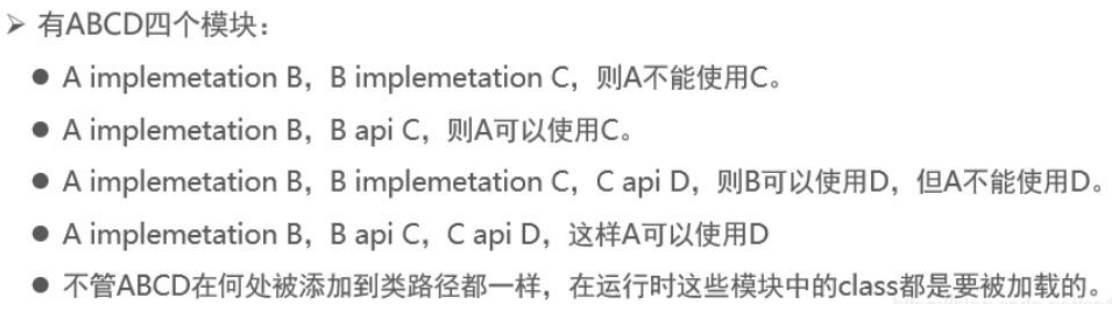 ➢ 有ABCD四个模块：
● A implemetation B，B implemetation C，则A不能使用C。
● A implemetation B，B api C，则A可以使用C。
● A implemetation B，B implemetation C，C api D，则B可以使用D，但A不能使用D。
● A implemetation B，B api C，C api D，这样A可以使用D
● 不管ABCD在何处被添加到类路径都一样，在运行时这些模块中的class都是要被加载的。